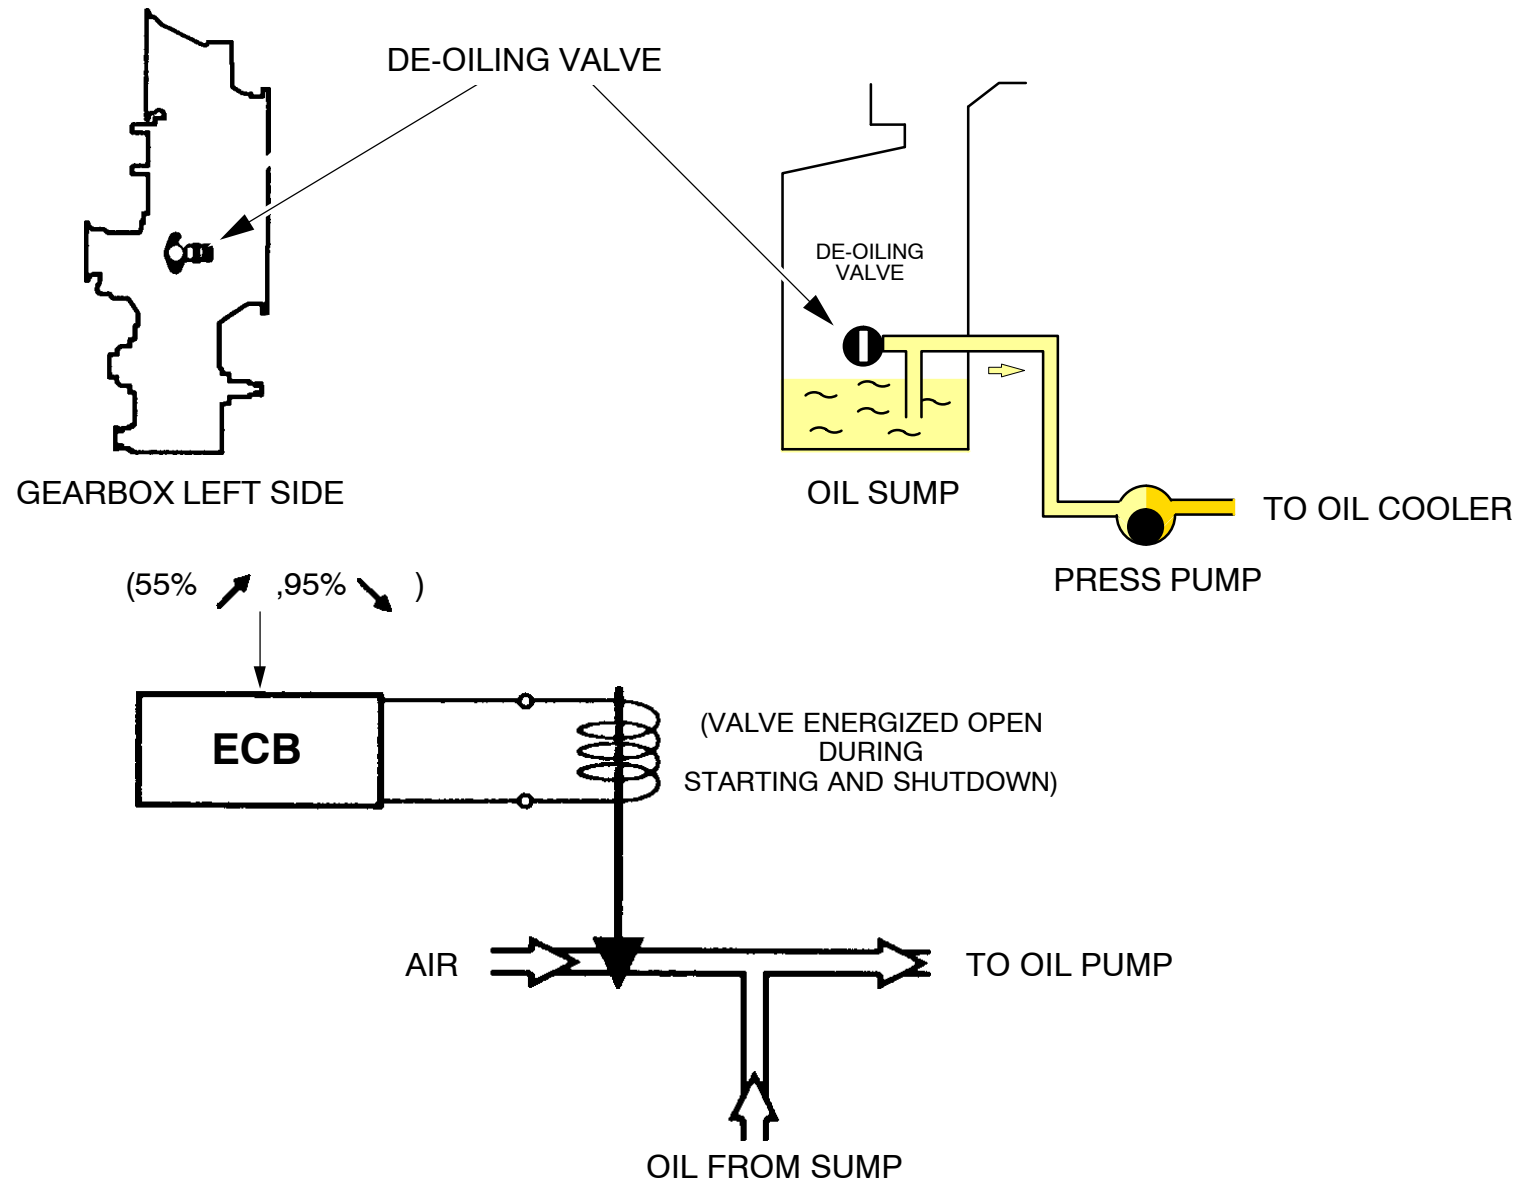 DE-OILING VALVE
DE-OILING
VALVE
GEARBOX LEFT SIDE
OIL SUMP
TO OIL COOLER
PRESS PUMP
(55% ,95% )
ECB
(VALVE ENERGIZED OPEN
DURING
STARTING AND SHUTDOWN)
AIR
TO OIL PUMP
OIL FROM SUMP